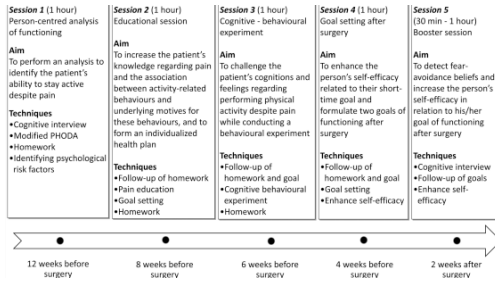 Session 1 (1 hour)
Person-centred analysis
of functioning
Aim
To perform an analysis to
identify the patient's
ability to stay active
despite pain
Techniques
•Cognitive interview
•Modified PHODA
•Homework
•Identifying psychological
risk factors
Session 2 (1 hour)
Educational session
Aim
To increase the patient's
knowledge regarding pain
and the association
between activity-related
behaviours and
underlying motives for
these behaviours, and to
form an individualized
health plan
Techniques
•Follow-up of homework
•Pain education
•Goal setting
•Homework
Session 3 (1 hour)
Cognitive - behavioural
experiment
Aim
To challenge the
patient's cognitions and
feelings regarding
performing physical
activity despite pain
while conducting a
behavioural experiment
Techniques
•Follow-up of
homework and goal
•Cognitive behavioural
experiment
•Homework
Session 4 (1 hour)
Goal setting after
surgery
Aim
To enhance the
person's self-efficacy
related to their short-
time goal and
formulate two goals of
functioning after
surgery
Techniques
•Follow-up of
homework and goal
•Goal setting
•Enhance self-efficacy
Session 5
(30 min - 1 hour)
Booster session
Aim
To detect fear-
avoidance beliefs and
increase the person's
self-efficacy in
relation to his/her
goal of functioning
after surgery
Techniques
•Cognitive interview
•Follow-up of goals
•Enhance self-
efficacy
12 weeks before
surgery
8 weeks before
surgery
6 weeks before
surgery
4 weeks before
surgery
2 weeks after
surgery